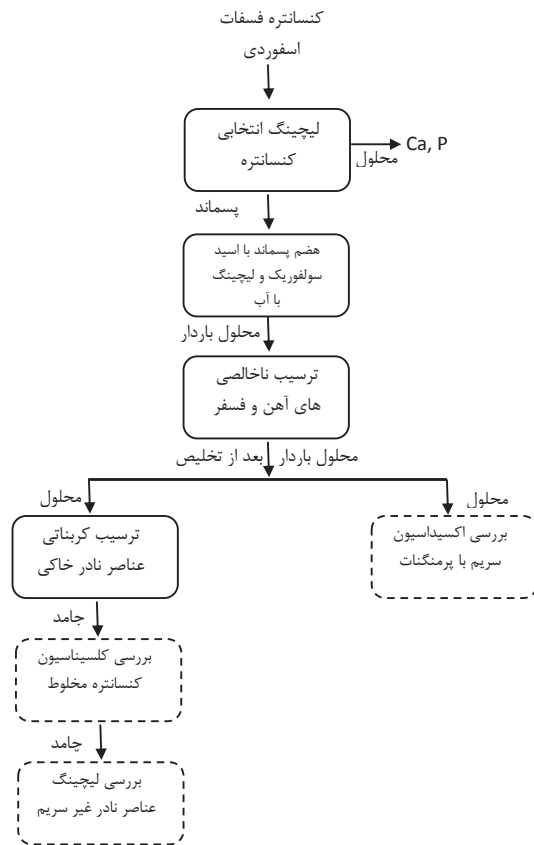 کنسانتره فسفات
اسفوردی
لیچینگ انتخابی
کنسانتره
محلول
Ca, P
پسماند
هضم پسماند با اسید
سولفوریک و لیچینگ
با آب
محلول باردار
ترسیب ناخالصی
های آهن و فسفر
محلول باردار بعد از تخلیص
محلول
محلول
بررسی اکسیداسیون
سریم با پرمنگنات
ترسیب کربناتی
عناصر نادر خاکی
جامد
بررسی کلسیناسیون
کنسانتره مخلوط
جامد
بررسی لیچینگ
عناصر نادر غیر سریم